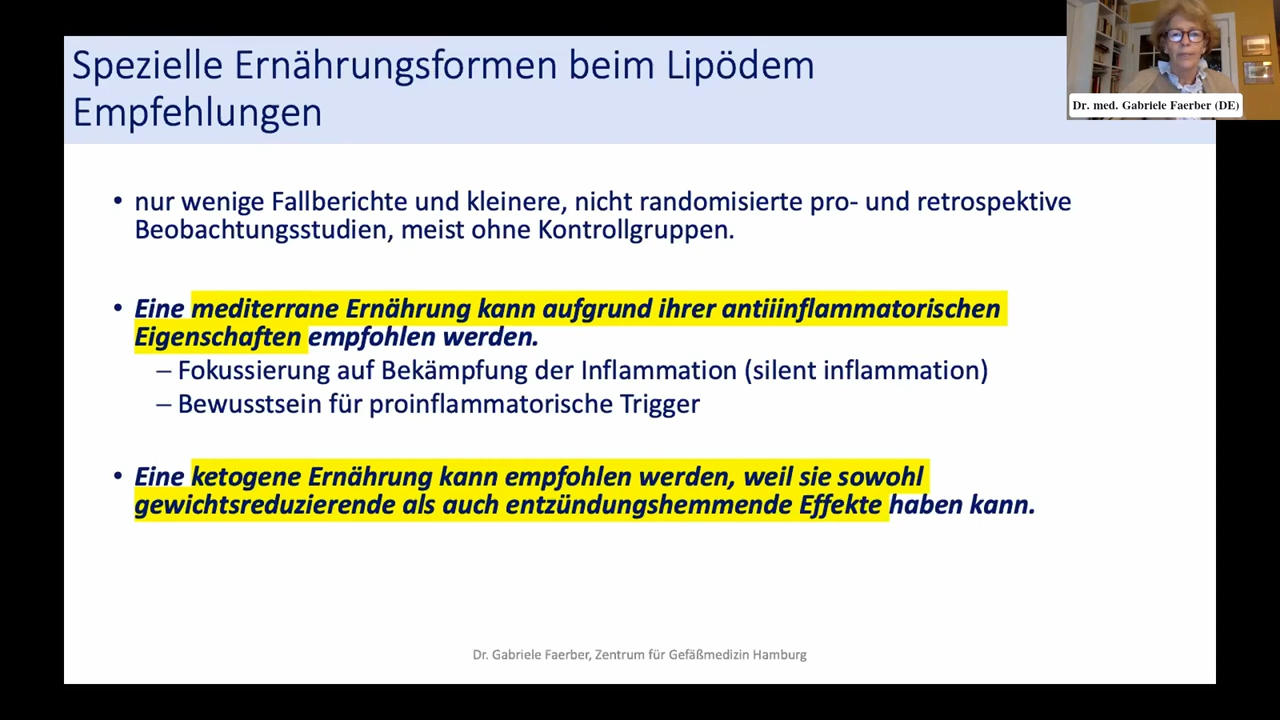 Spezielle Ernährungsformen beim Lipödem
Empfehlungen
Dr. med. Gabriele Faerber (DE)
• nur wenige Fallberichte und kleinere, nicht randomisierte pro- und retrospektive
Beobachtungsstudien, meist ohne Kontrollgruppen.
• Eine mediterrane Ernährung kann aufgrund ihrer antiiinflammatorischen
Eigenschaften empfohlen werden.
– Fokussierung auf Bekämpfung der Inflammation (silent inflammation)
– Bewusstsein für proinflammatorische Trigger
• Eine ketogene Ernährung kann empfohlen werden, weil sie sowohl
gewichtsreduzierende als auch entzündungshemmende Effekte haben kann.
Dr. Gabriele Faerber, Zentrum für Gefäßmedizin Hamburg